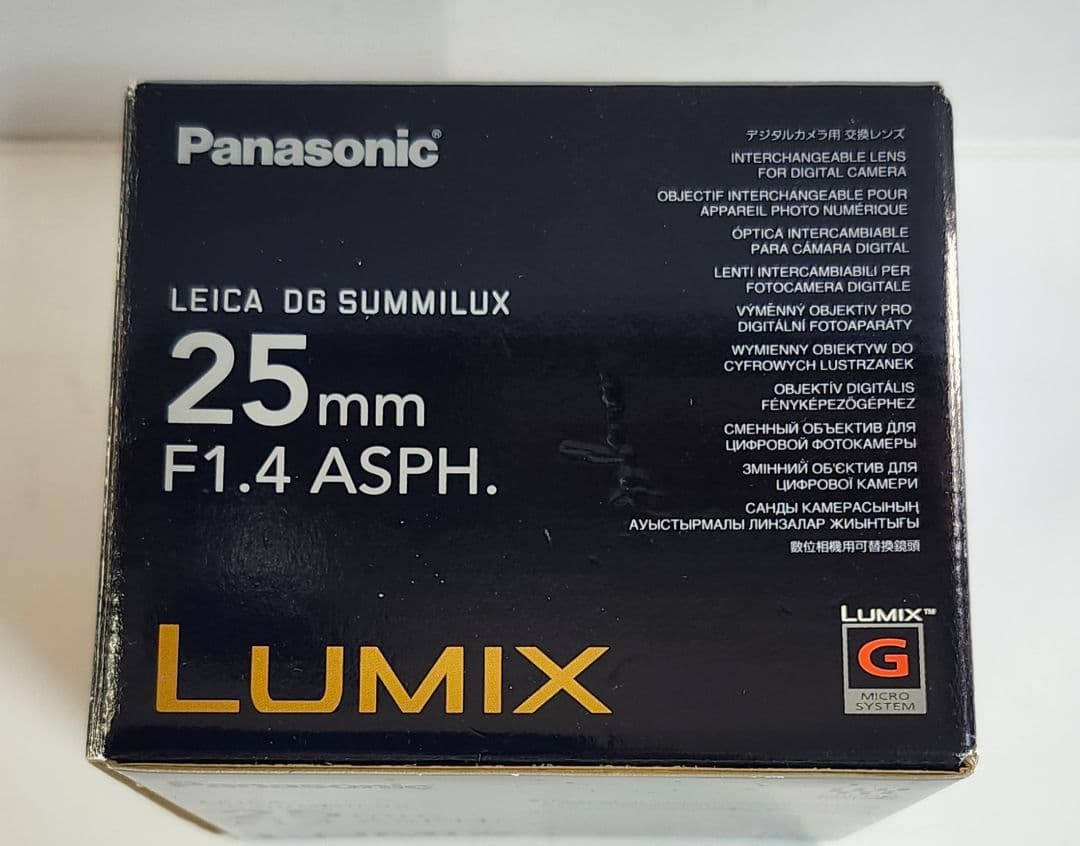 Panasonic®
LEICA DG SUMMILUX
25mm
F1.4 ASPH.
LUMIX
デジタルカメラ用 交換レンズ
INTERCHANGEABLE LENS
FOR DIGITAL CAMERA
OBJECTIF INTERCHANGEABLE POUR
APPAREIL PHOTO NUMÉRIQUE
ÓPTICA INTERCAMBIABLE
PARA CÁMARA DIGITAL
LENTI INTERCAMBIABILI PER
FOTOCAMERA DIGITALE
VÝMĚNNÝ OBJEKTIV PRO
DIGITÁLNÍ FOTOAPARÁTY
WYMIENNY OBIEKTYW DO
CYFROWYCH LUSTRZANEK
OBJEKTÍV DIGITÁLIS
FÉNYKÉPEZŐGÉPHEZ
СМЕННЫЙ ОБЪЕКТИВ ДЛЯ
ЦИФРОВОЙ ФОТОКАМЕРЫ
ЗМІННИЙ ОБ'ЄКТИВ ДЛЯ
ЦИФРОВОЇ КАМЕРИ
САНДЫ КАМЕРАСЫНЫҢ
АУЫСТЫРМАЛЫ ЛИНЗАЛАР ЖИЫНТЫҒЫ
數位相機用可替換鏡頭
LUMIX™
G
MICRO
SYSTEM
Panasonic